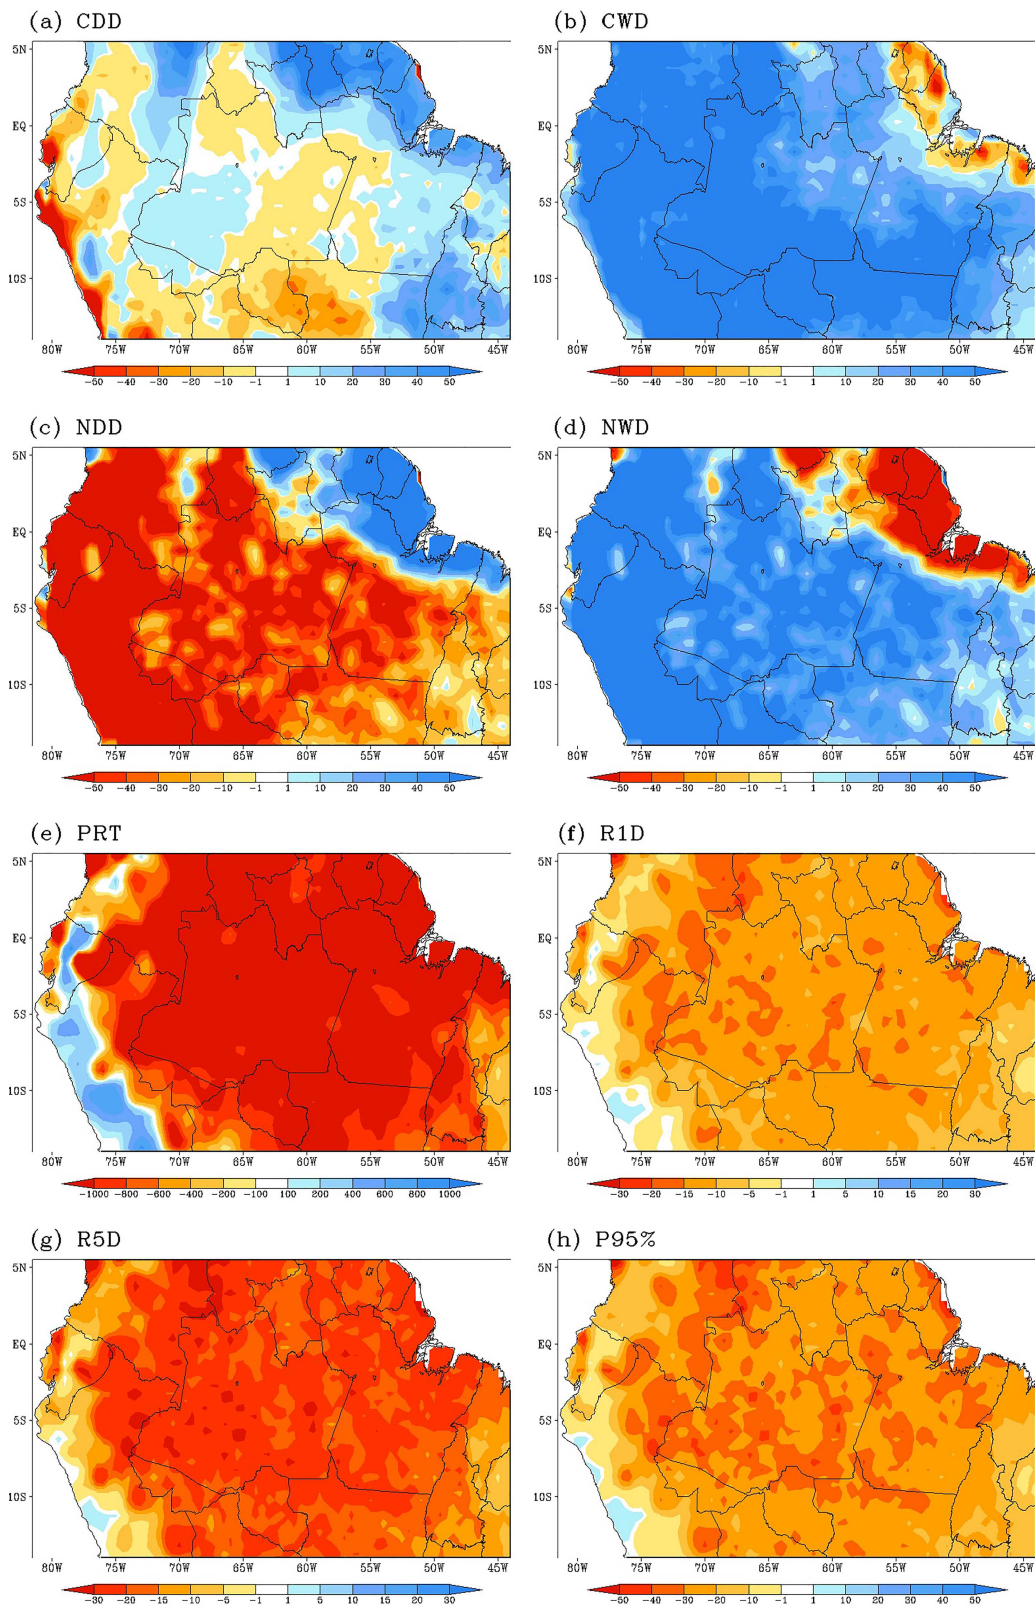 (a) CDD
(b) CWD
5N
EQ
5S
10S
80W 75W 70W 65W 60W 55W 50W 45W
-50 -40 -30 -20 -10 -1 1 10 20 30 40 50
5N
EQ
5S
10S
80W 75W 70W 65W 60W 55W 50W 45W
-50 -40 -30 -20 -10 -1 1 10 20 30 40 50
(c) NDD
(d) NWD
5N
EQ
5S
10S
80W 75W 70W 65W 60W 55W 50W 45W
-50 -40 -30 -20 -10 -1 1 10 20 30 40 50
5N
EQ
5S
10S
80W 75W 70W 65W 60W 55W 50W 45W
-50 -40 -30 -20 -10 -1 1 10 20 30 40 50
(e) PRT
(f) R1D
5N
EQ
5S
10S
80W 75W 70W 65W 60W 55W 50W 45W
-1000 -800 -600 -400 -200 -100 100 200 400 600 800 1000
5N
EQ
5S
10S
80W 75W 70W 65W 60W 55W 50W 45W
-30 -20 -15 -10 -5 -1 1 5 10 15 20 30
(g) R5D
(h) P95%
5N
EQ
5S
10S
80W 75W 70W 65W 60W 55W 50W 45W
-30 -20 -15 -10 -5 -1 1 5 10 15 20 30
5N
EQ
5S
10S
80W 75W 70W 65W 60W 55W 50W 45W
-50 -40 -30 -20 -10 -1 1 10 20 30 40 50